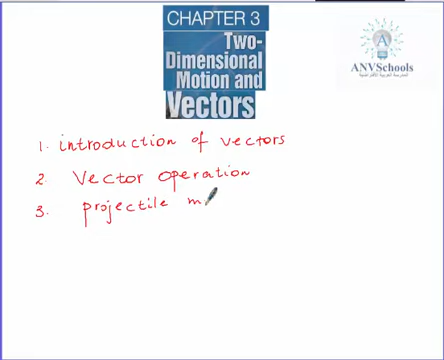 CHAPTER 3
Two-
Dimensional
Motion and
Vectors
ANVSchools
1. introduction of vectors
2. Vector operation
3. projectile m